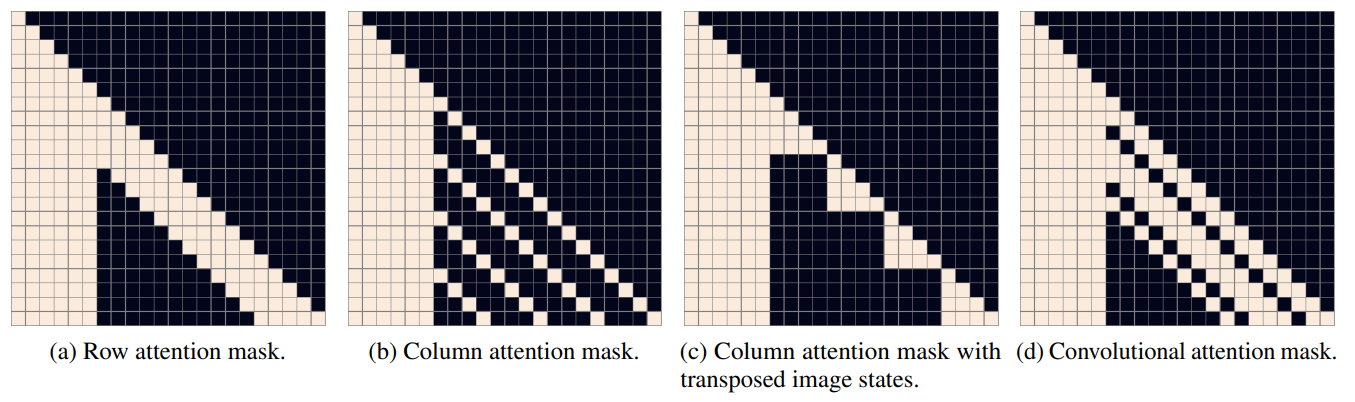 (a) Row attention mask.
(b) Column attention mask.
(c) Column attention mask with
transposed image states.
(d) Convolutional attention mask.